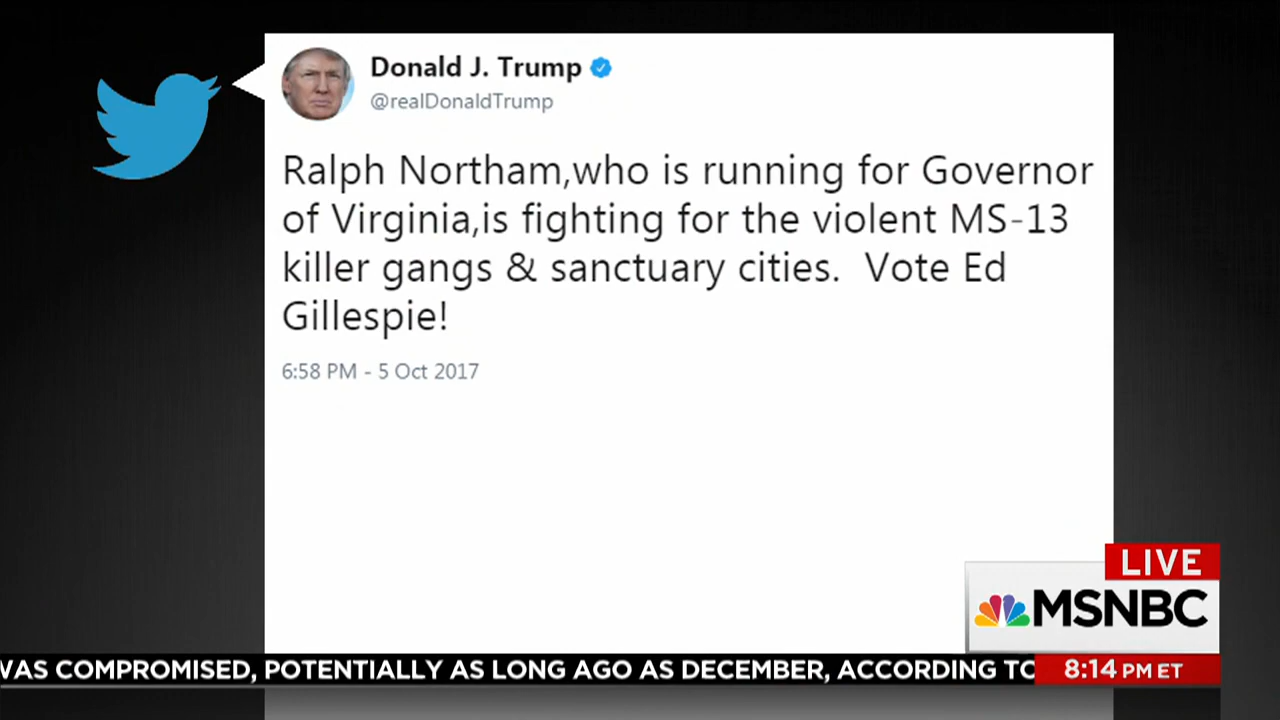 Donald J. Trump
@realDonaldTrump
Ralph Northam,who is running for Governor
of Virginia,is fighting for the violent MS-13
killer gangs & sanctuary cities.  Vote Ed
Gillespie!
6:58 PM - 5 Oct 2017
LIVE
MSNBC
WAS COMPROMISED, POTENTIALLY AS LONG AGO AS DECEMBER, ACCORDING TO
8:14 PM ET